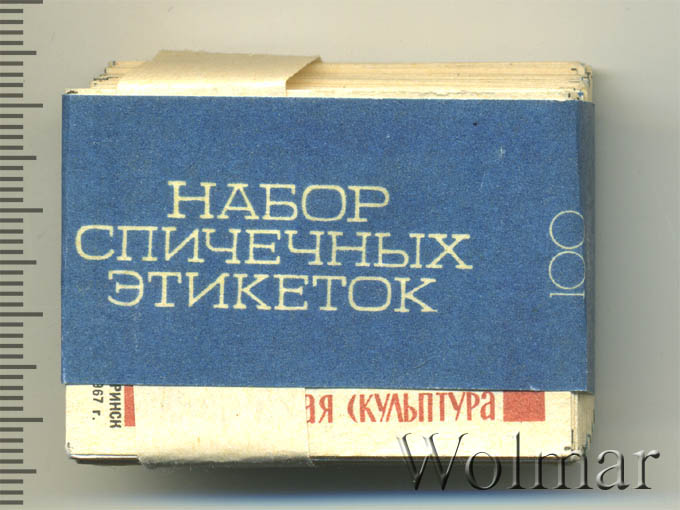 НАБОР
СПИЧЕЧНЫХ
ЭТИКЕТОК
100
АЯ СКУЛЬПТУРА
РИНСК
967 г.
Wolmar